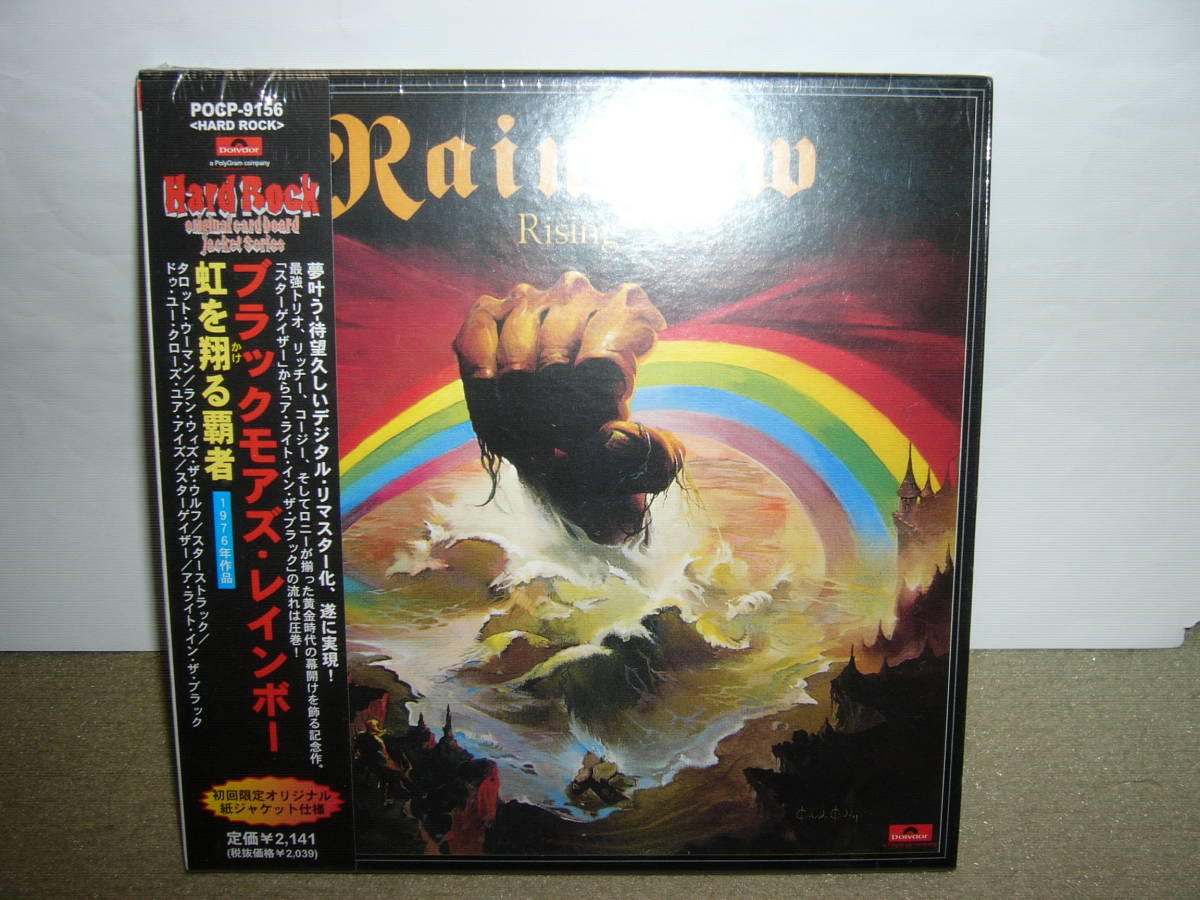 POCP-9156
<HARD ROCK>
Polydor
a PolyGram company
Hard Rock
original cardboard
jacket Series
夢叶う-待望久しいデジタル・リマスター化、遂に実現!
最強トリオ、リッチー、コージー、そしてロニーが揃った黄金時代の幕開けを飾る記念作。
「スターゲイザー」から「ア・ライト・イン・ザ・ブラック」の流れは圧巻!
ブラックモアズ・レインボー
虹を翔る覇者
かけ
1976年作品
タロット・ウーマン/ラン・ウィズ・ザ・ウルフ/スターストラック/
ドゥ・ユー・クローズ・ユア・アイズ/スターゲイザー/ア・ライト・イン・ザ・ブラック
初回限定オリジナル
紙ジャケット仕様
定価¥2,141
(税抜価格¥2,039)
Rising
Polydor